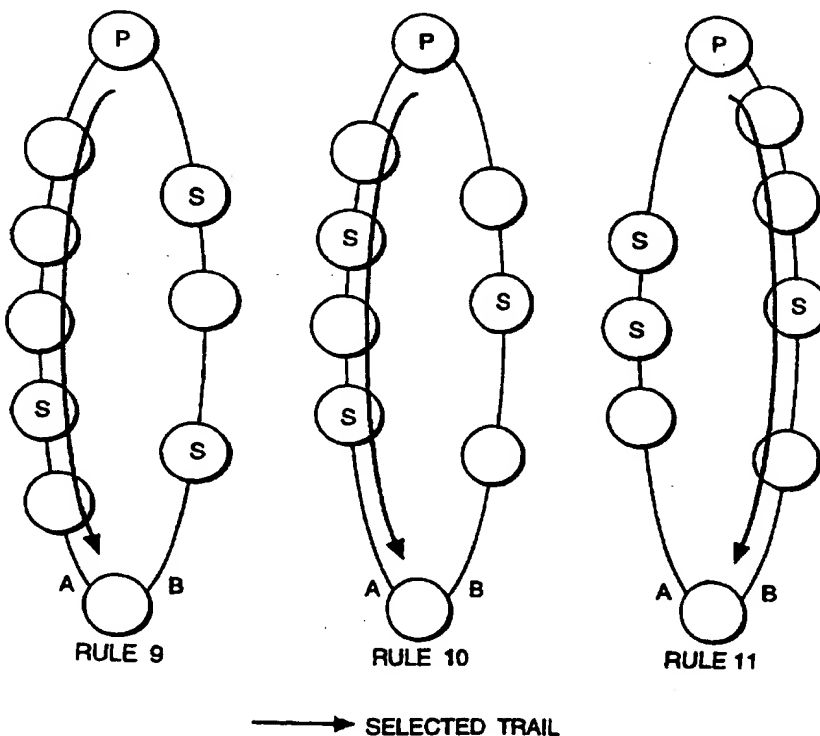 P P P
S S S S
S S S
S S
A B A B A B
RULE 9 RULE 10 RULE 11
SELECTED TRAIL